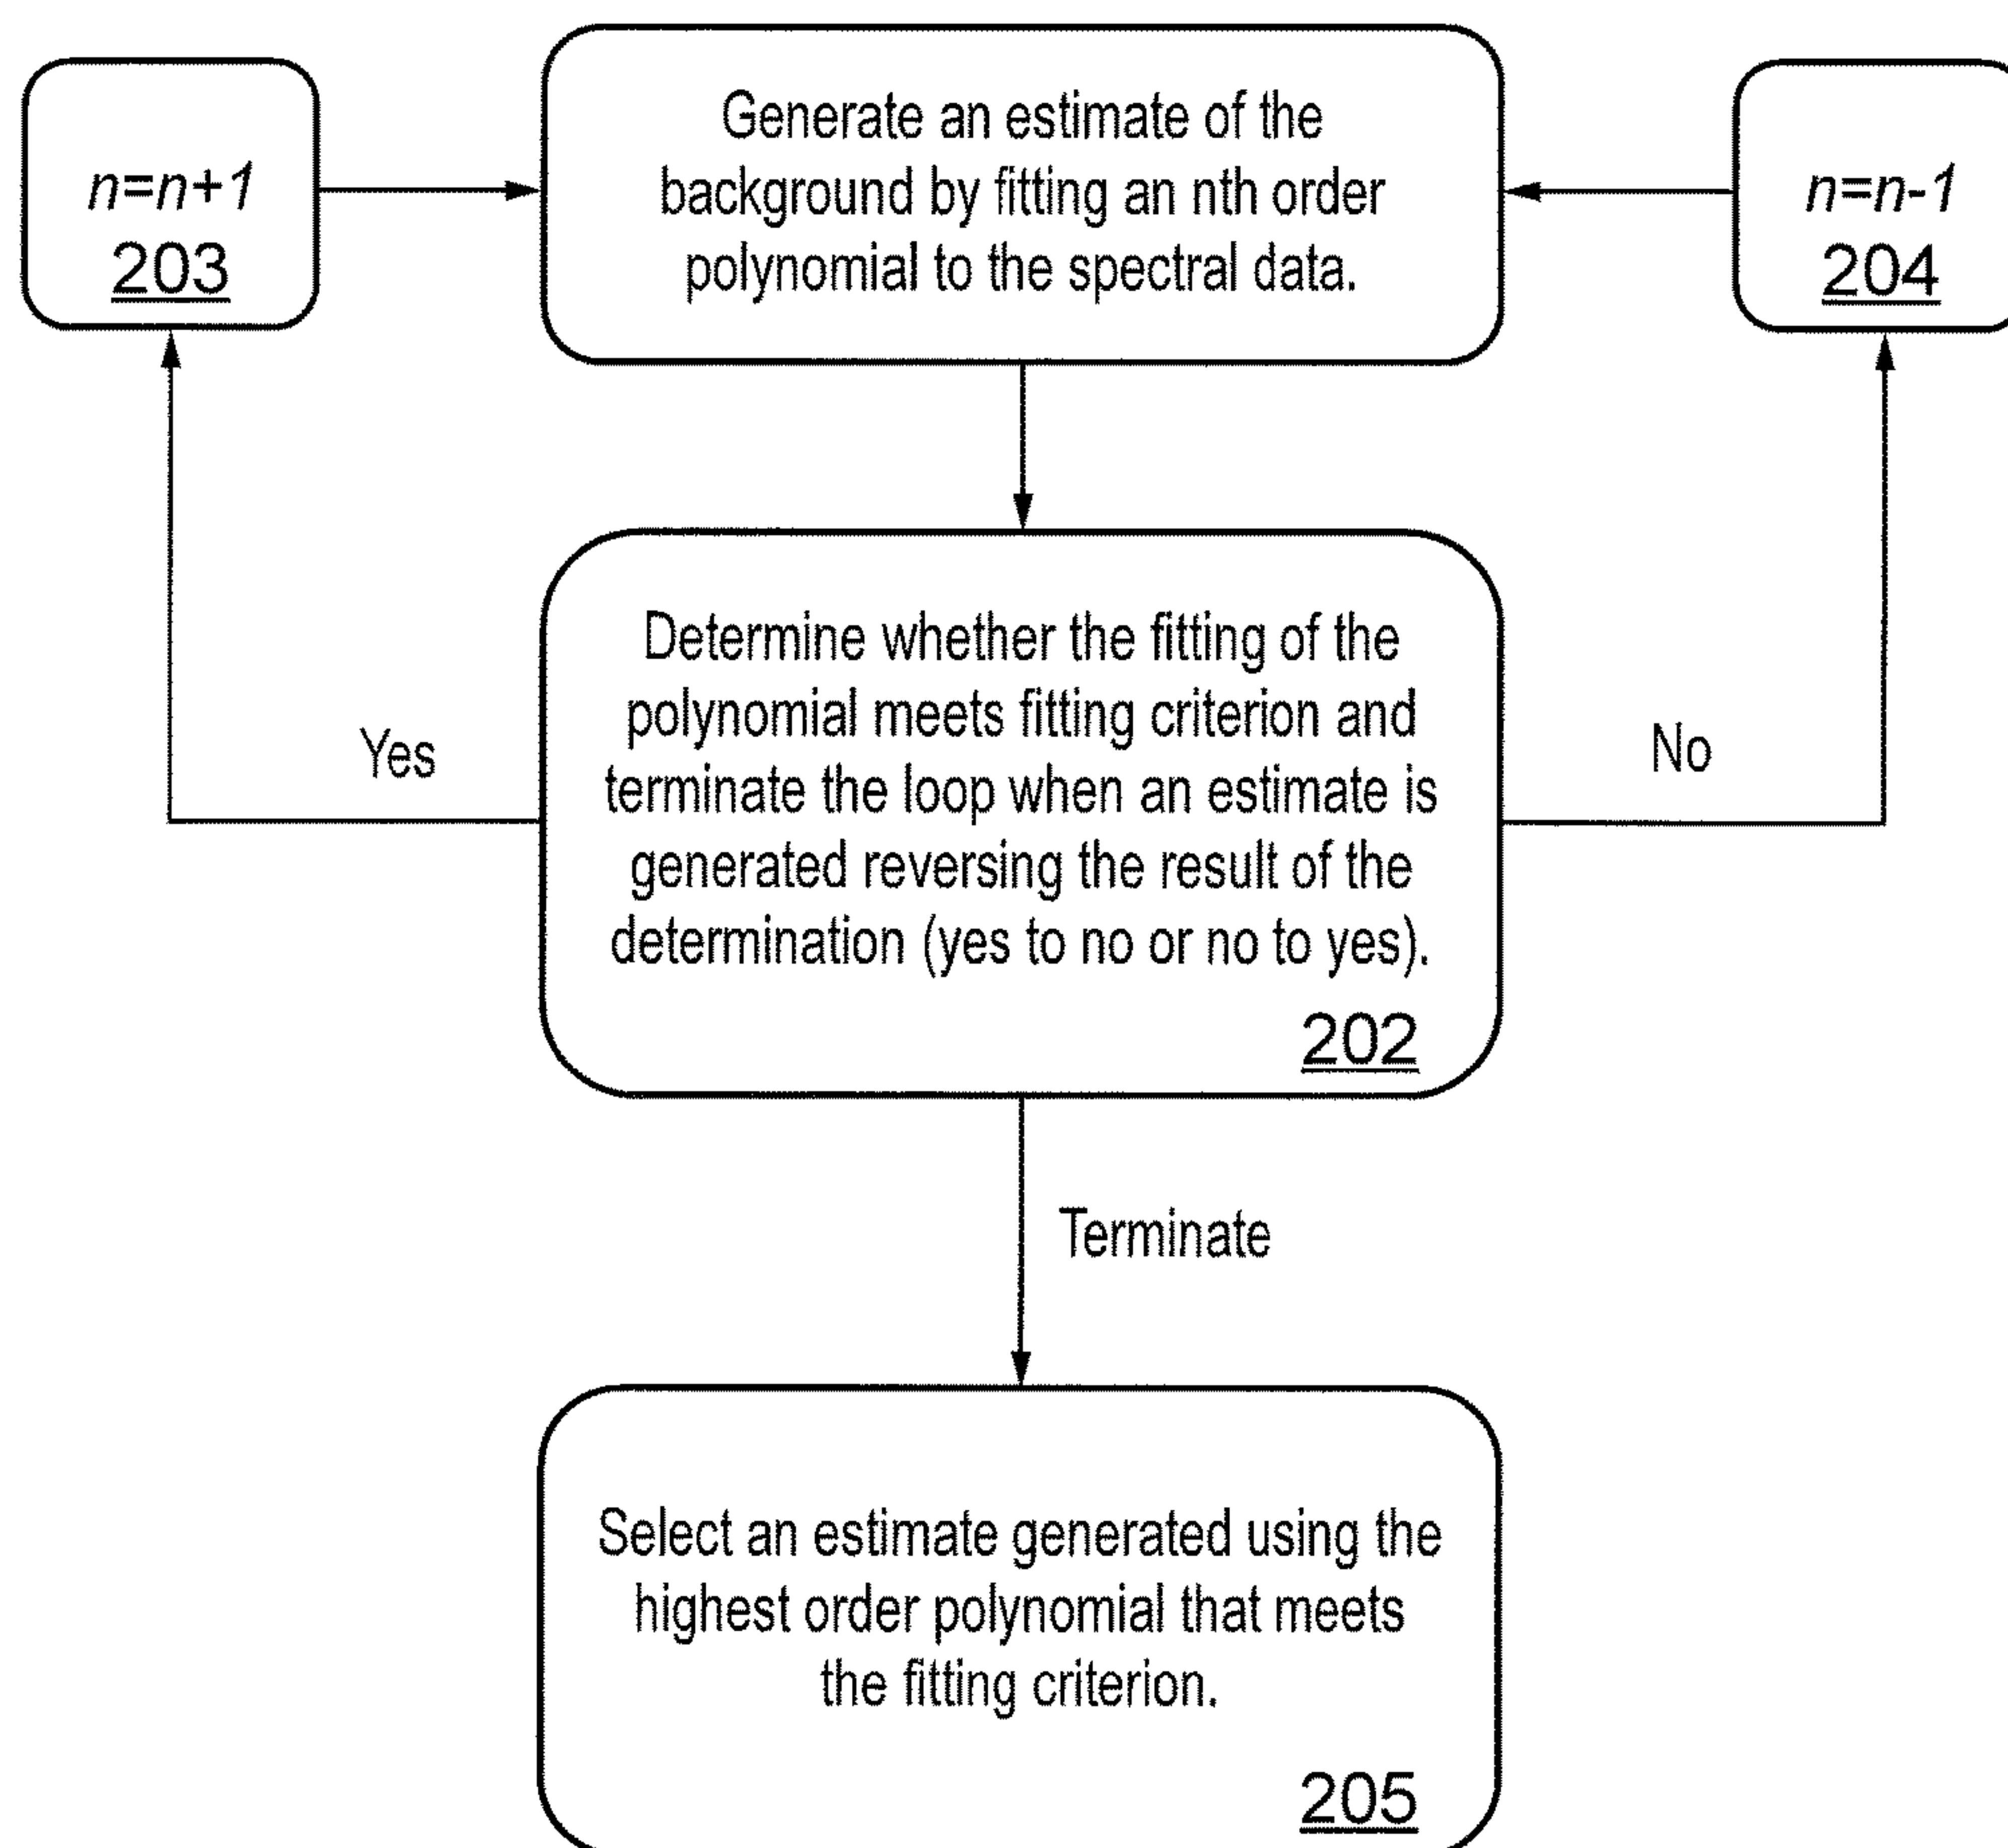 n=n+1
203
Generate an estimate of the
background by fitting an nth order
polynomial to the spectral data.
n=n-1
204
Yes
Determine whether the fitting of the
polynomial meets fitting criterion and
terminate the loop when an estimate is
generated reversing the result of the
determination (yes to no or no to yes).
202
No
Terminate
Select an estimate generated using the
highest order polynomial that meets
the fitting criterion.
205